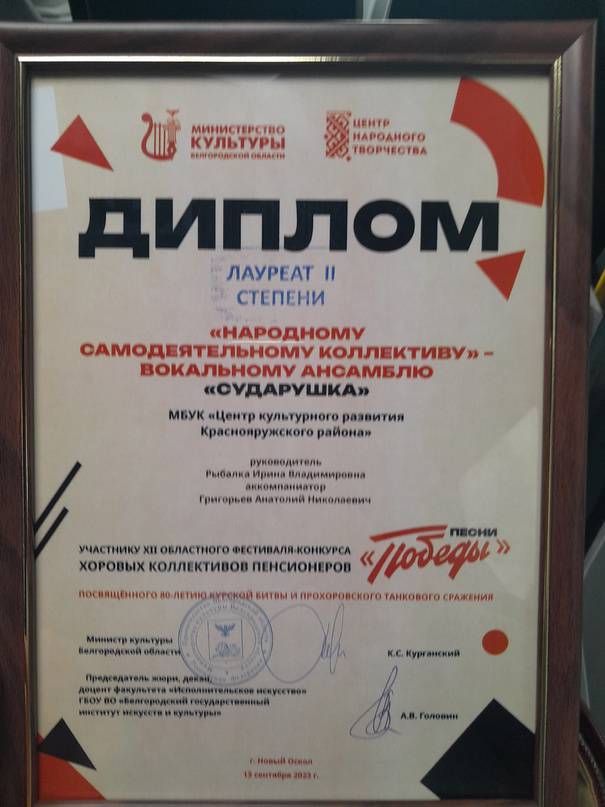 МИНИСТЕРСТВО
КУЛЬТУРЫ
БЕЛГОРОДСКОЙ ОБЛАСТИ
ЦЕНТР
НАРОДНОГО
ТВОРЧЕСТВА
ДИПЛОМ
ЛАУРЕАТ II
СТЕПЕНИ
«НАРОДНОМУ
САМОДЕЯТЕЛЬНОМУ КОЛЛЕКТИВУ» –
ВОКАЛЬНОМУ АНСАМБЛЮ
«СУДАРУШКА»
МБУК «Центр культурного развития
Краснояружского района»
руководитель
Рыбалка Ирина Владимировна
аккомпаниатор
Григорьев Анатолий Николаевич
УЧАСТНИКУ XII ОБЛАСТНОГО ФЕСТИВАЛЯ-КОНКУРСА
ХОРОВЫХ КОЛЛЕКТИВОВ ПЕНСИОНЕРОВ
ПЕСНИ
«Победы»
ПОСВЯЩЁННОГО 80-ЛЕТИЮ КУРСКОЙ БИТВЫ И ПРОХОРОВСКОГО ТАНКОВОГО СРАЖЕНИЯ
Министр культуры
Белгородской области
К.С. Курганский
Председатель жюри, декан,
доцент факультета «Исполнительское искусство»
ГБОУ ВО «Белгородский государственный
институт искусств и культуры»
А.В. Головин
г. Новый Оскол
13 сентября 2023 г.